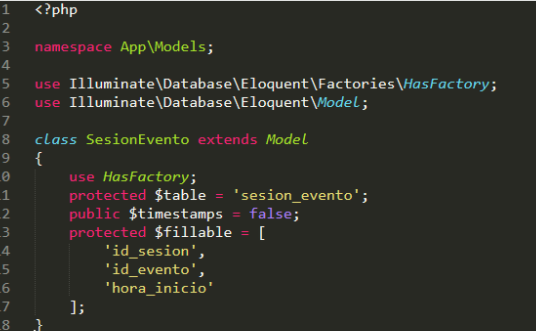 1 <?php
2
3 namespace App\Models;
4
5 use Illuminate\Database\Eloquent\Factories\HasFactory;
6 use Illuminate\Database\Eloquent\Model;
7
8 class SesionEvento extends Model
9 {
0 use HasFactory;
1 protected $table = 'sesion_evento';
2 public $timestamps = false;
3 protected $fillable = [
4 'id_sesion',
5 'id_evento',
6 'hora_inicio'
7 ];
8 }